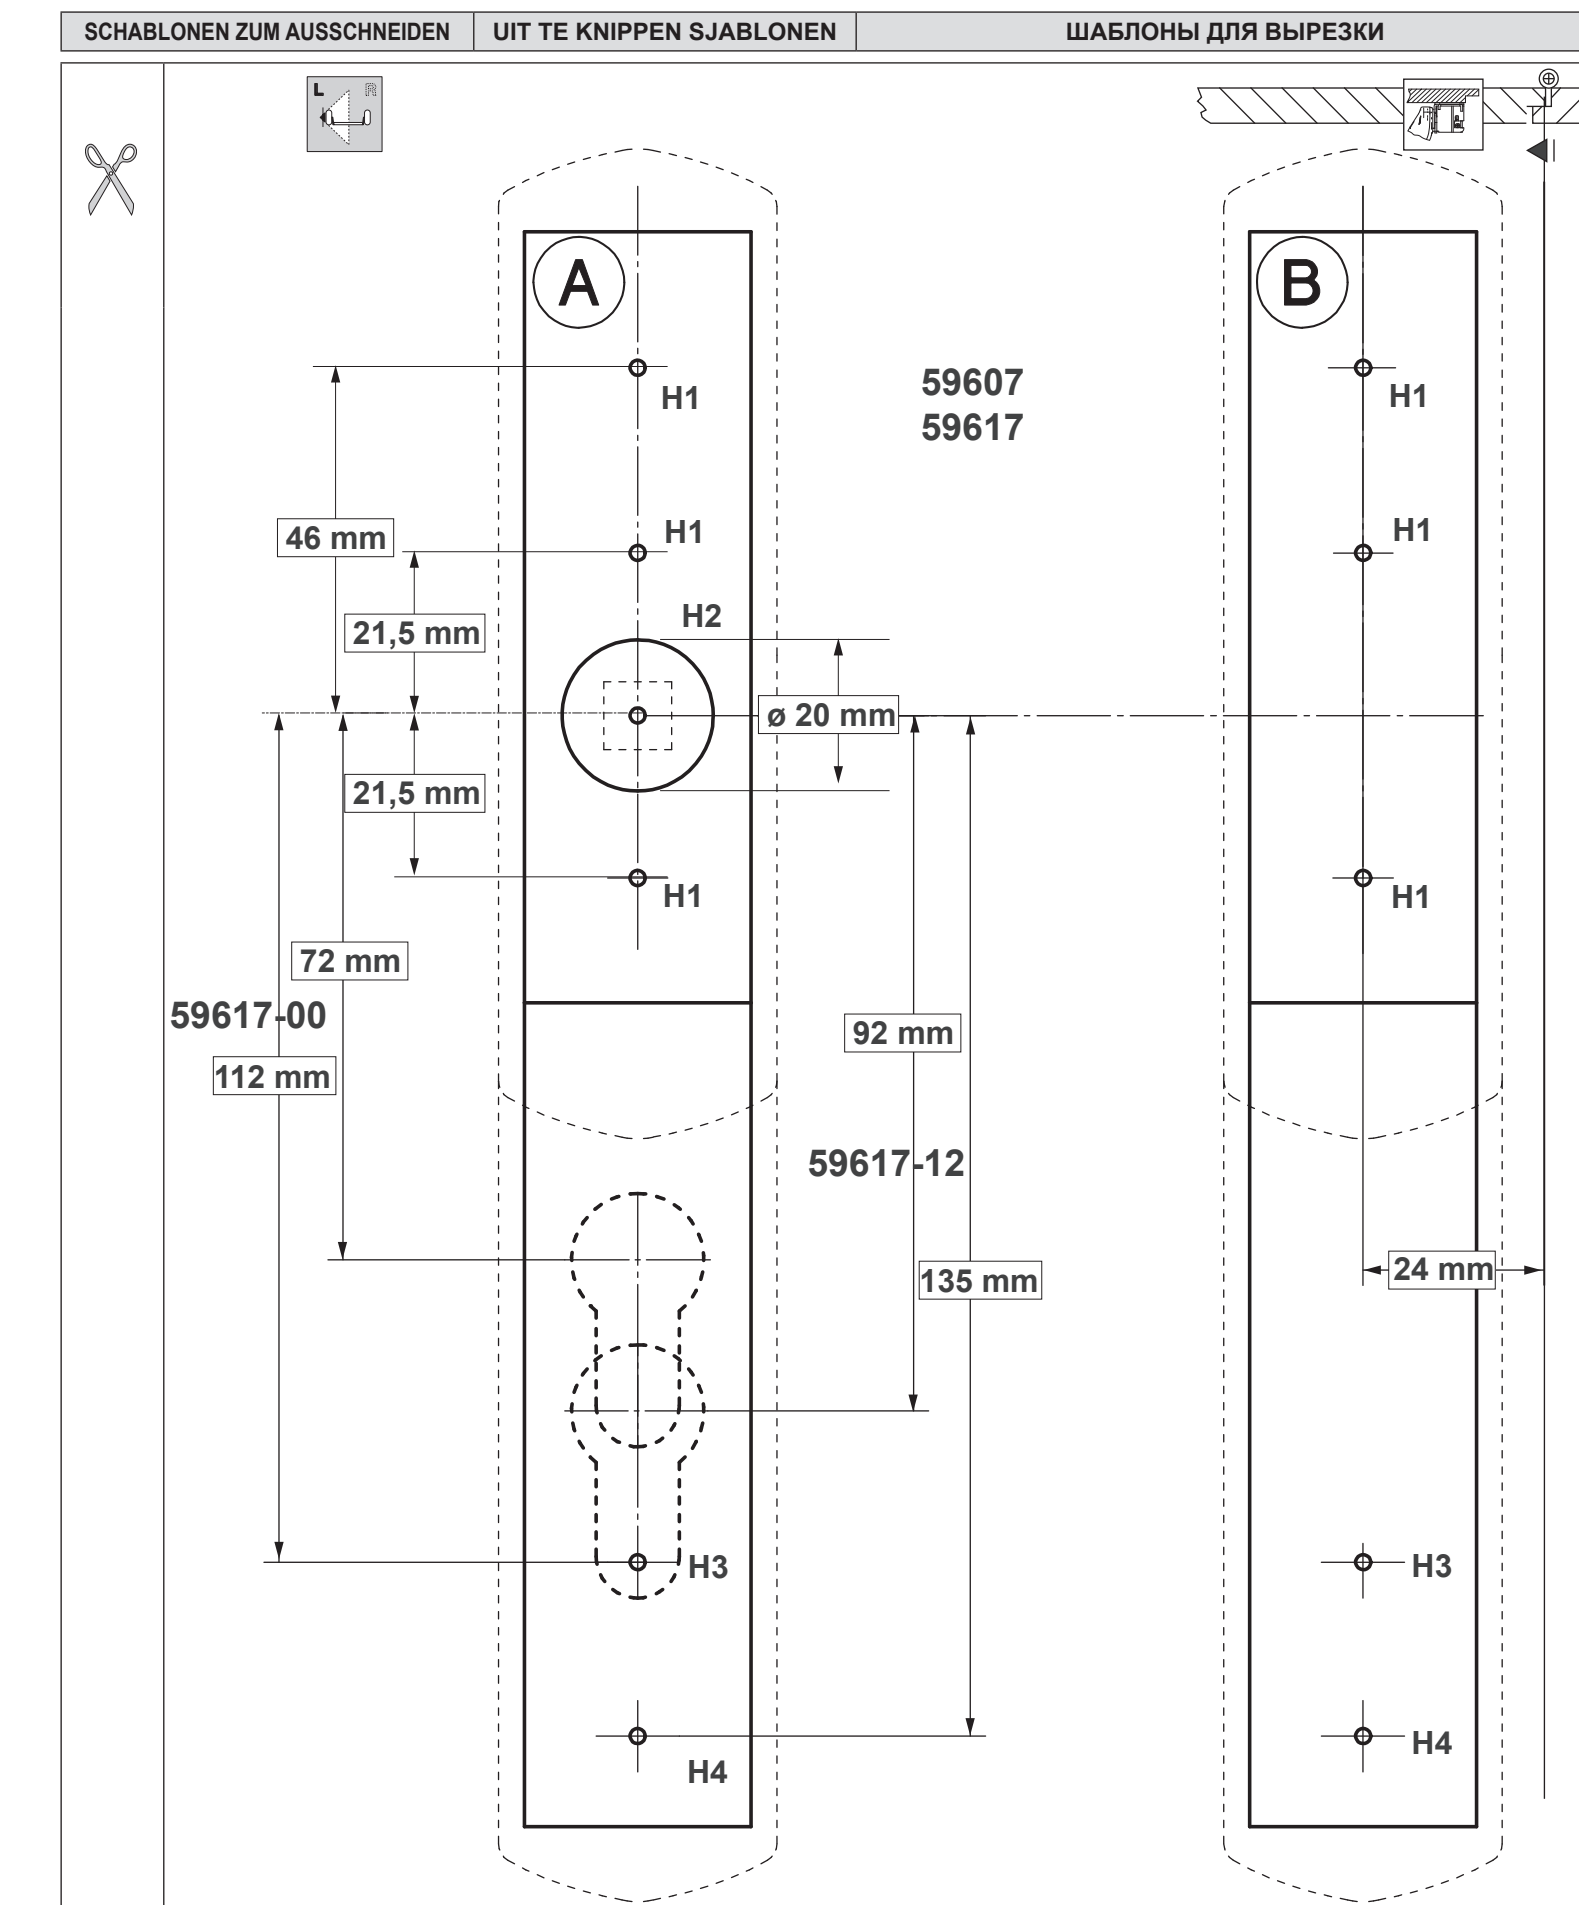 SCHABLONEN ZUM AUSSCHNEIDEN
UIT TE KNIPPEN SJABLONEN
ШАБЛОНЫ ДЛЯ ВЫРЕЗКИ
L R
A
B
H1
59607
H1
59617
46 mm
H1
H1
21,5 mm
H2
ø 20 mm
21,5 mm
H1
H1
72 mm
59617-00
92 mm
112 mm
59617-12
135 mm
24 mm
H3
H3
H4
H4